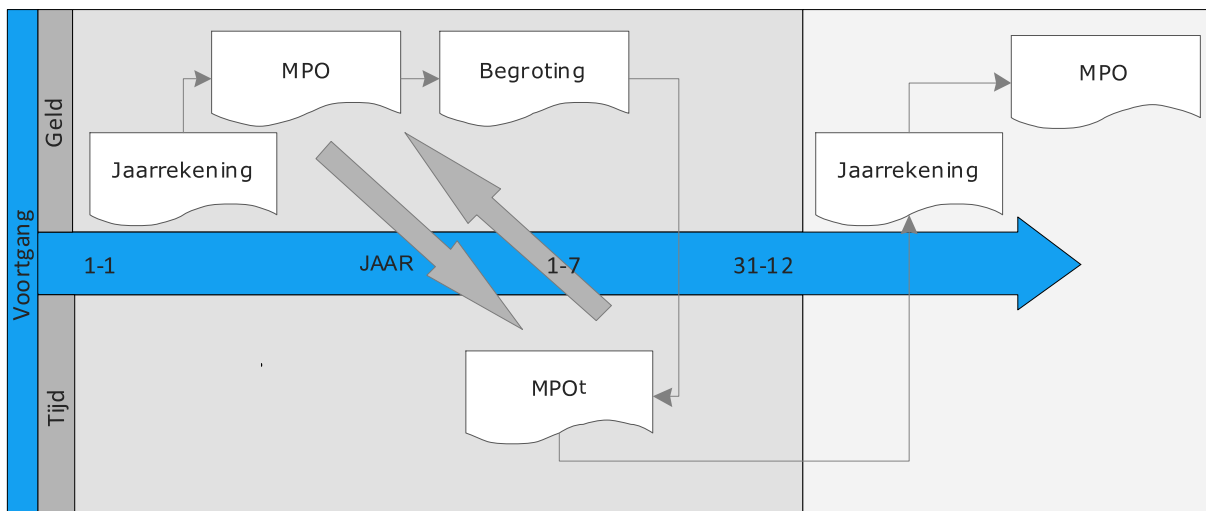 Voortgang
Geld
Tijd
MPO
Begroting
Jaarrekening
MPO
Jaarrekening
1-1
JAAR
1-7
31-12
MPOt